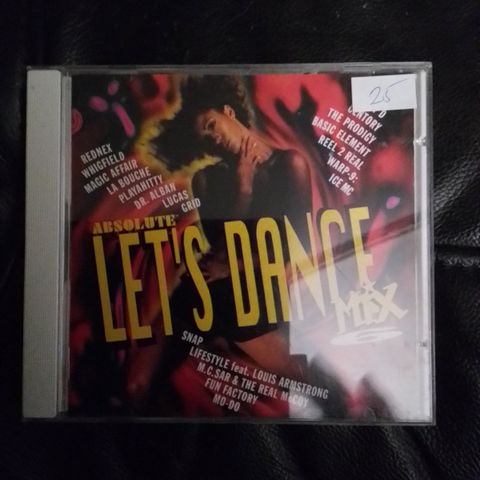 25
CENTORY
THE PRODIGY
BASIC ELEMENT
REEL 2 REAL
WARP-9:
ICE MC
REDNEX
WHIGFIELD
MAGIC AFFAIR
LA BOUCHE
PLAYAHITTY
DR. ALBAN
LUCAS
GRID
ABSOLUTE
LET'S DANCE
MIX
SNAP
LIFESTYLE feat. LOUIS ARMSTRONG
M.C.SAR & THE REAL McCOY
FUN FACTORY
MO-DO